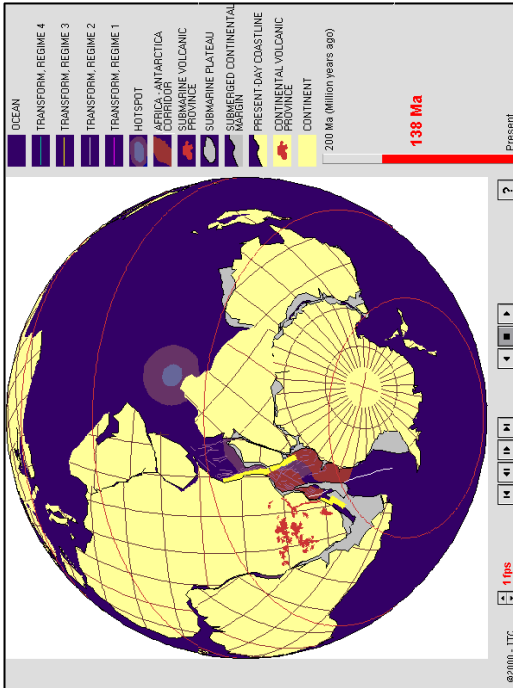 OCEAN
TRANSFORM, REGIME 4
TRANSFORM, REGIME 3
TRANSFORM, REGIME 2
TRANSFORM, REGIME 1
HOTSPOT
AFRICA - ANTARCTICA
CORRIDOR
SUBMARINE VOLCANIC
PROVINCE
SUBMARINE PLATEAU
SUBMERGED CONTINENTAL
MARGIN
PRESENT-DAY COASTLINE
CONTINENTAL VOLCANIC
PROVINCE
CONTINENT
200 Ma (Million years ago)
138 Ma
Present
1 fps
?
@2000 - ITC